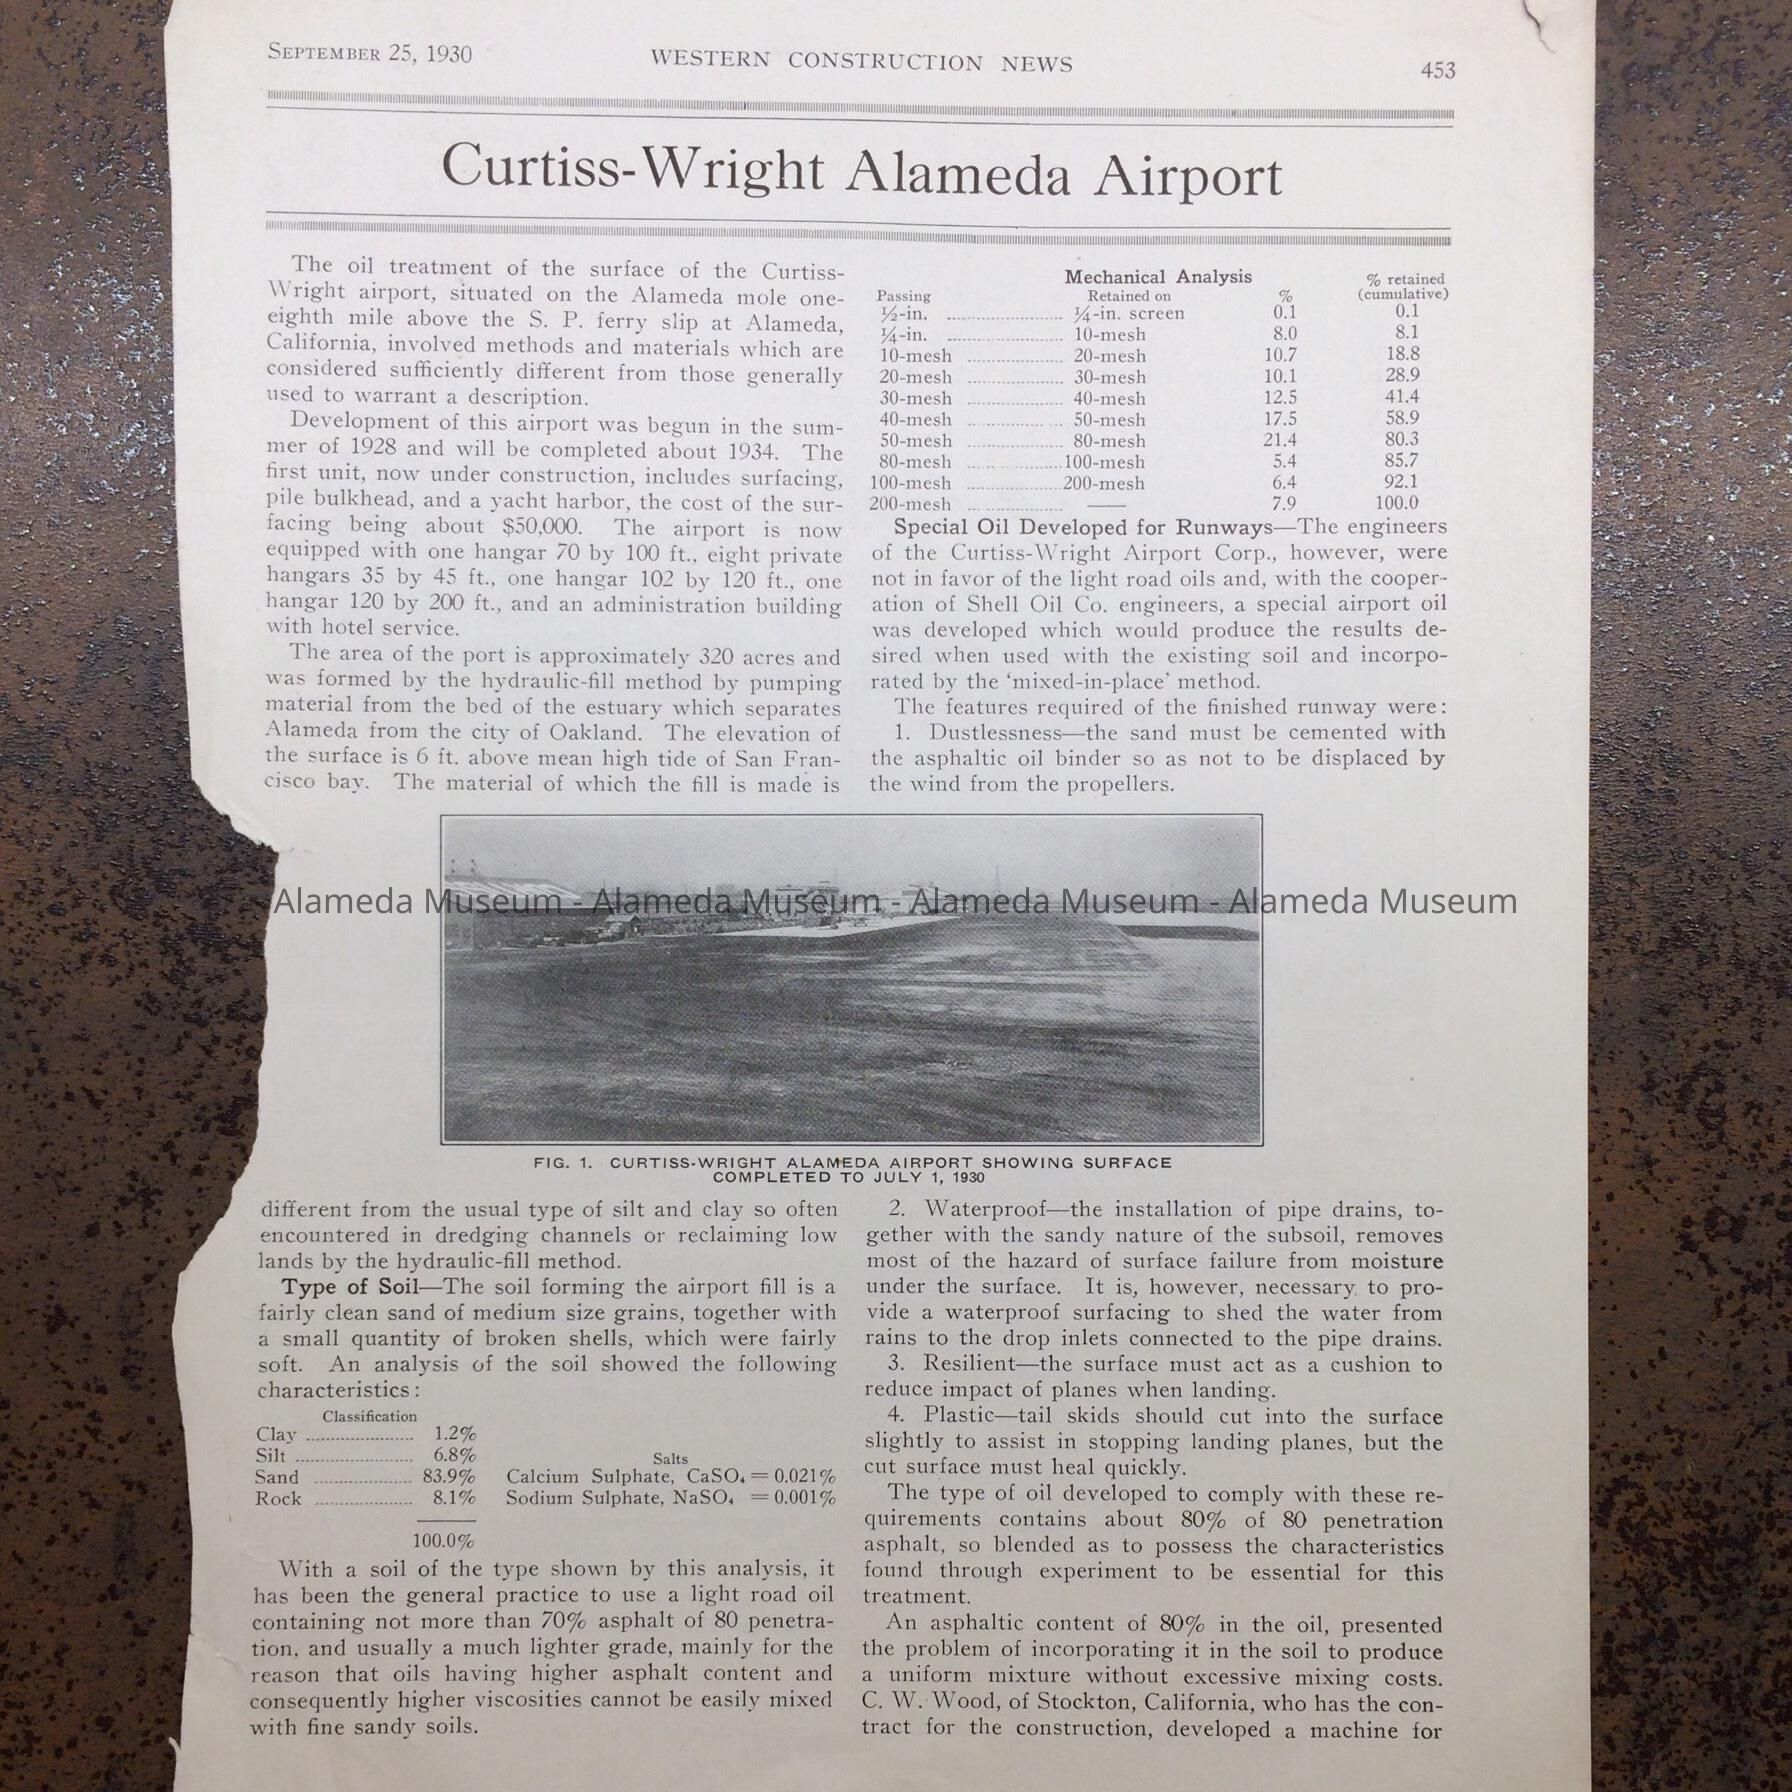 SEPTEMBER 25, 1930 WESTERN CONSTRUCTION NEWS 453
Curtiss-Wright Alameda Airport
The oil treatment of the surface of the Curtiss-
Wright airport, situated on the Alameda mole one-
eighth mile above the S. P. ferry slip at Alameda,
California, involved methods and materials which are
considered sufficiently different from those generally
used to warrant a description.
Development of this airport was begun in the sum-
mer of 1928 and will be completed about 1934. The
first unit, now under construction, includes surfacing,
pile bulkhead, and a yacht harbor, the cost of the sur-
facing being about $50,000. The airport is now
equipped with one hangar 70 by 100 ft., eight private
hangars 35 by 45 ft., one hangar 102 by 120 ft., one
hangar 120 by 200 ft., and an administration building
with hotel service.
The area of the port is approximately 320 acres and
was formed by the hydraulic-fill method by pumping
material from the bed of the estuary which separates
Alameda from the city of Oakland. The elevation of
the surface is 6 ft. above mean high tide of San Fran-
cisco bay. The material of which the fill is made is
Mechanical Analysis
Passing Retained on % % retained (cumulative)
½-in. ........................ ¼-in. screen 0.1 0.1
¼-in. ........................ 10-mesh 8.0 8.1
10-mesh .................... 20-mesh 10.7 18.8
20-mesh .................... 30-mesh 10.1 28.9
30-mesh .................... 40-mesh 12.5 41.4
40-mesh .................... 50-mesh 17.5 58.9
50-mesh .................... 80-mesh 21.4 80.3
80-mesh .................... 100-mesh 5.4 85.7
100-mesh .................... 200-mesh 6.4 92.1
200-mesh .................... —— 7.9 100.0
Special Oil Developed for Runways—The engineers
of the Curtiss-Wright Airport Corp., however, were
not in favor of the light road oils and, with the cooper-
ation of Shell Oil Co. engineers, a special airport oil
was developed which would produce the results de-
sired when used with the existing soil and incorpo-
rated by the ‘mixed-in-place’ method.
The features required of the finished runway were:
1. Dustlessness—the sand must be cemented with
the asphaltic oil binder so as not to be displaced by
the wind from the propellers.
Alameda Museum - Alameda Museum - Alameda Museum - Alameda Museum
FIG. 1. CURTISS-WRIGHT ALAMEDA AIRPORT SHOWING SURFACE
COMPLETED TO JULY 1, 1930
different from the usual type of silt and clay so often
encountered in dredging channels or reclaiming low
lands by the hydraulic-fill method.
Type of Soil—The soil forming the airport fill is a
fairly clean sand of medium size grains, together with
a small quantity of broken shells, which were fairly
soft. An analysis of the soil showed the following
characteristics:
Classification
Clay ...................... 1.2%
Silt ........................ 6.8%
Sand .................... 83.9%
Rock .................... 8.1%
100.0%
Salts
Calcium Sulphate, CaSO₄ = 0.021%
Sodium Sulphate, NaSO₄ = 0.001%
With a soil of the type shown by this analysis, it
has been the general practice to use a light road oil
containing not more than 70% asphalt of 80 penetra-
tion, and usually a much lighter grade, mainly for the
reason that oils having higher asphalt content and
consequently higher viscosities cannot be easily mixed
with fine sandy soils.
2. Waterproof—the installation of pipe drains, to-
gether with the sandy nature of the subsoil, removes
most of the hazard of surface failure from moisture
under the surface. It is, however, necessary to pro-
vide a waterproof surfacing to shed the water from
rains to the drop inlets connected to the pipe drains.
3. Resilient—the surface must act as a cushion to
reduce impact of planes when landing.
4. Plastic—tail skids should cut into the surface
slightly to assist in stopping landing planes, but the
cut surface must heal quickly.
The type of oil developed to comply with these re-
quirements contains about 80% of 80 penetration
asphalt, so blended as to possess the characteristics
found through experiment to be essential for this
treatment.
An asphaltic content of 80% in the oil, presented
the problem of incorporating it in the soil to produce
a uniform mixture without excessive mixing costs.
C. W. Wood, of Stockton, California, who has the con-
tract for the construction, developed a machine for